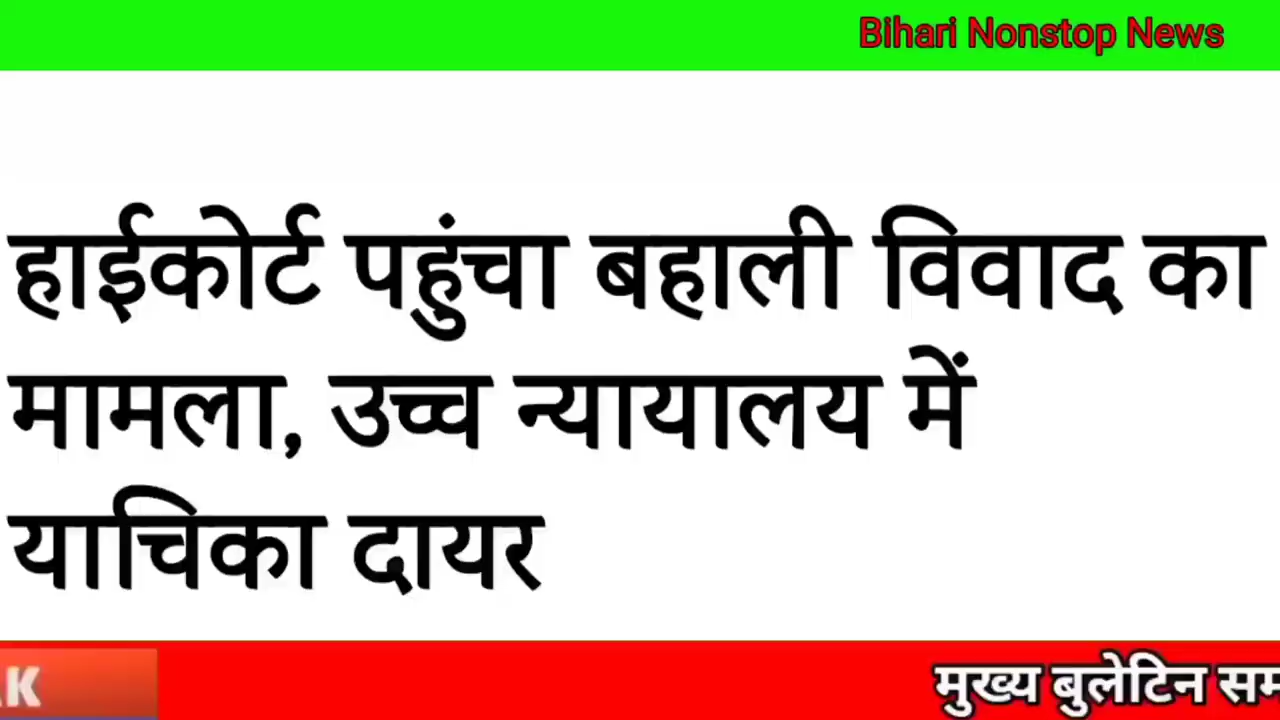 Bihari Nonstop News
हाईकोर्ट पहुंचा बहाली विवाद का
मामला, उच्च न्यायालय में
याचिका दायर
मुख्य बुलेटिन